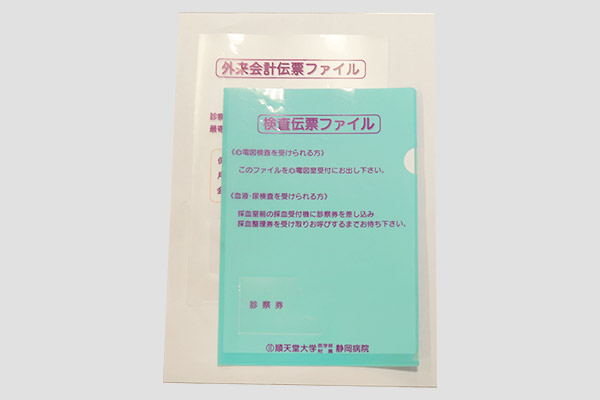 外来会計伝票ファイル
診察
最寄
検査伝票ファイル
《心電図検査を受けられる方》
このファイルを心電図室受付にお出し下さい。
《血液・尿検査を受けられる方》
採血室前の採血受付機に診察券を差し込み
採血整理券を受け取りお呼びするまでお待ち下さい。
診察券
順天堂大学医学部附属静岡病院